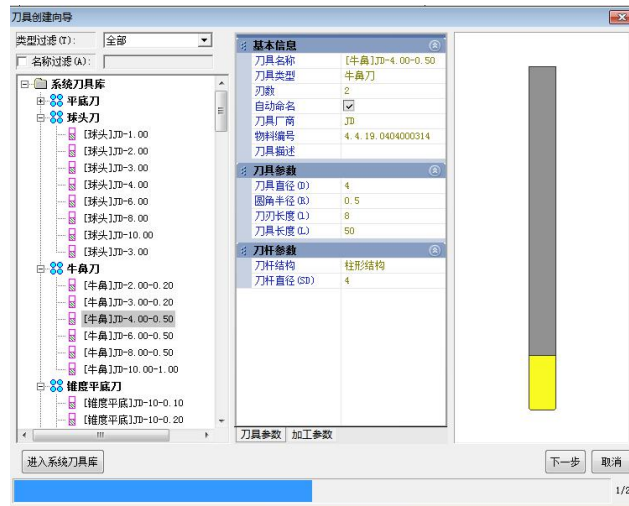 刀具创建向导
类型过滤(T): 全部
名称过滤(A):
系统刀具库
平底刀
球头刀
[球头]JD-1.00
[球头]JD-2.00
[球头]JD-3.00
[球头]JD-4.00
[球头]JD-6.00
[球头]JD-8.00
[球头]JD-10.00
[球头]JD-3.00
牛鼻刀
[牛鼻]JD-2.00-0.20
[牛鼻]JD-3.00-0.20
[牛鼻]JD-4.00-0.50
[牛鼻]JD-6.00-0.50
[牛鼻]JD-8.00-0.50
[牛鼻]JD-10.00-1.00
锥度平底刀
[锥度平底]JD-10-0.10
[锥度平底]JD-10-0.20
基本信息
刀具名称 [牛鼻]JD-4.00-0.50
刀具类型 牛鼻刀
刃数 2
自动命名
刀具厂商 JD
物料编号 4.4.19.0404000314
刀具描述
刀具参数
刀具直径(D) 4
圆角半径(R) 0.5
刀刃长度(l) 8
刀具长度(L) 50
刀杆参数
刀杆结构 柱形结构
刀杆直径(SD) 4
刀具参数 加工参数
进入系统刀具库 下一步 取消
1/2